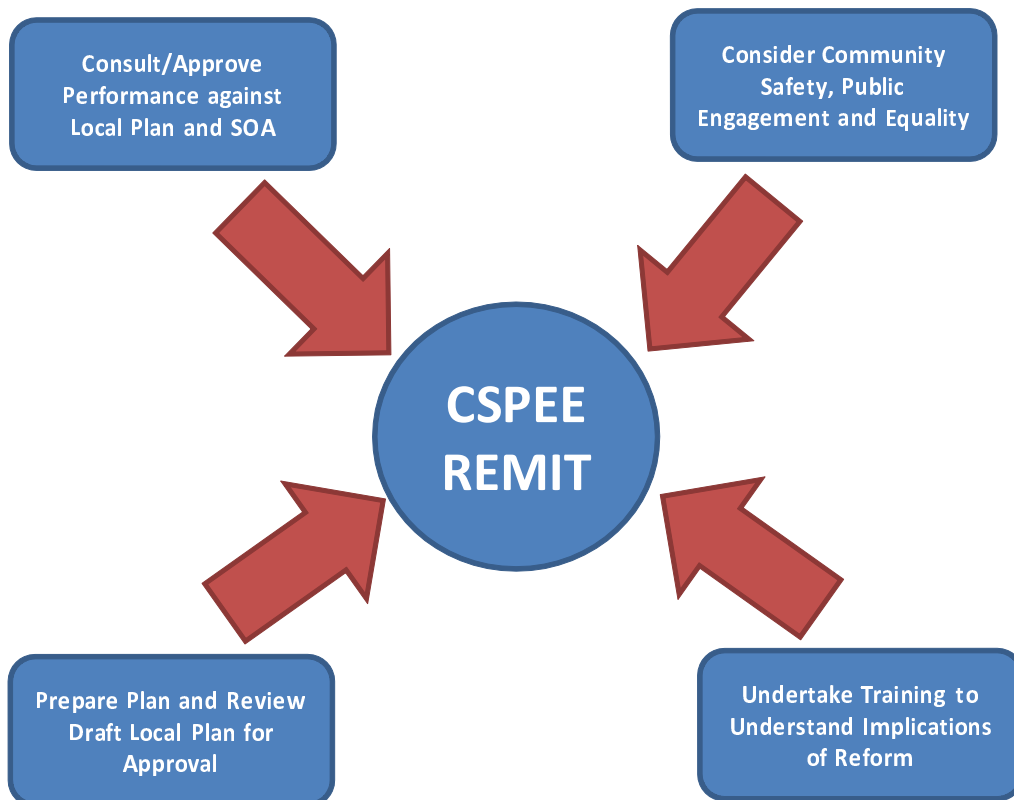 Consult/Approve
Performance against
Local Plan and SOA
Consider Community
Safety, Public
Engagement and Equality
CSPEE
REMIT
Prepare Plan and Review
Draft Local Plan for
Approval
Undertake Training to
Understand Implications
of Reform